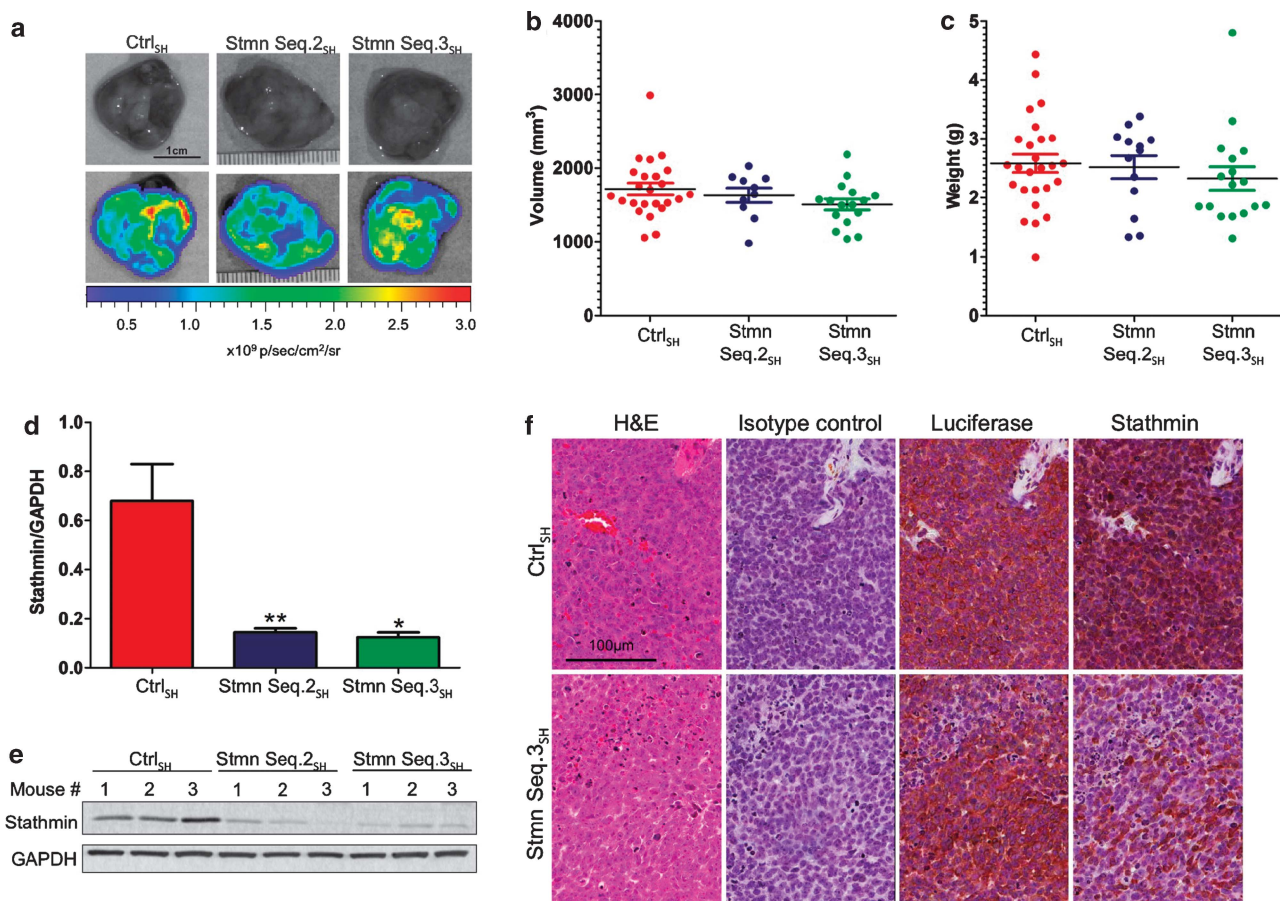 a
Ctrl SH
Stmn Seq.2 SH
Stmn Seq.3 SH
1cm
0.5 1.0 1.5 2.0 2.5 3.0
x10⁹ p/sec/cm²/sr
b
Volume (mm³)
4000
3000
2000
1000
0
Ctrl SH
Stmn Seq.2 SH
Stmn Seq.3 SH
c
Weight (g)
5
4
3
2
1
0
Ctrl SH
Stmn Seq.2 SH
Stmn Seq.3 SH
d
Stathmin/GAPDH
1.0
0.8
0.6
0.4
0.2
0.0
**
*
Ctrl SH
Stmn Seq.2 SH
Stmn Seq.3 SH
e
Ctrl SH
Stmn Seq.2 SH
Stmn Seq.3 SH
Mouse # 1 2 3 1 2 3 1 2 3
Stathmin
GAPDH
f
H&E
Isotype control
Luciferase
Stathmin
Ctrl SH
100µm
Stmn Seq.3 SH